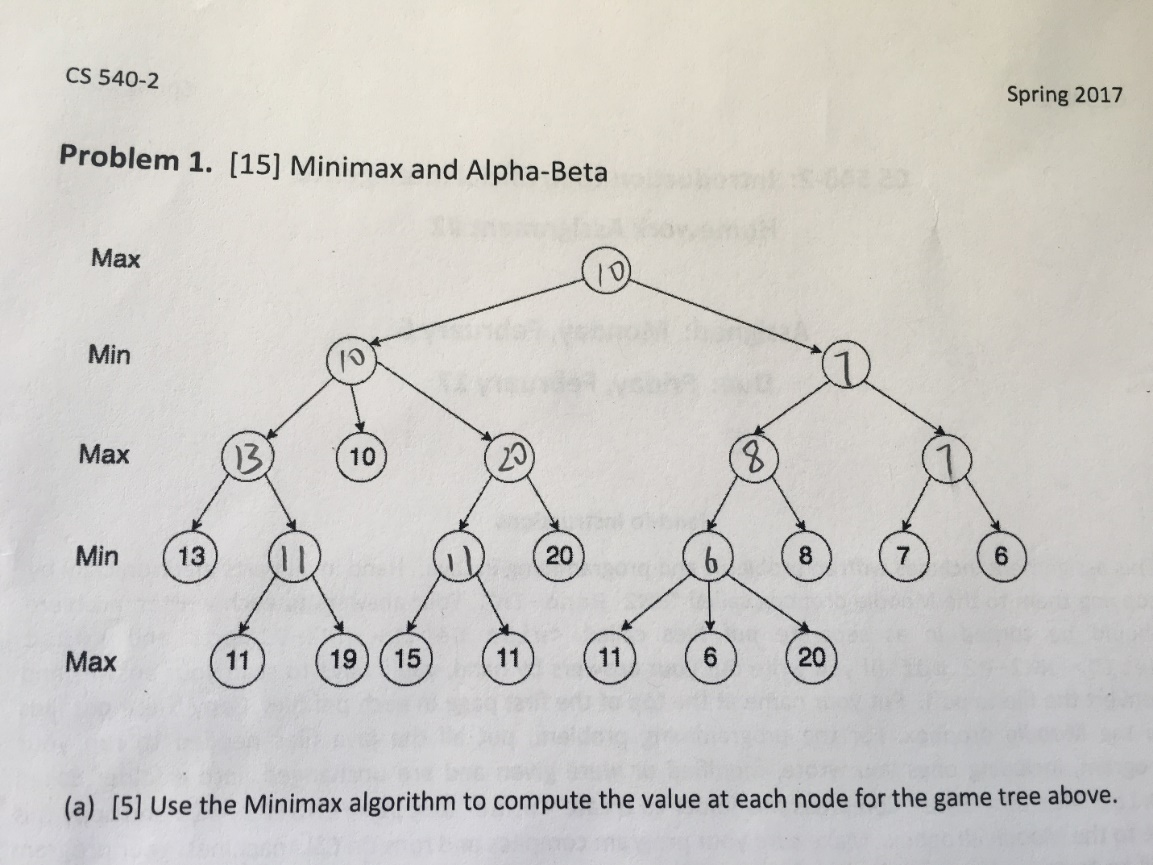 CS 540-2
Spring 2017
Problem 1. [15] Minimax and Alpha-Beta
Max 10
Min 10 7
Max 13 10 20 8 7
Min 13 11 11 20 6 8 7 6
Max 11 19 15 11 11 6 20
(a) [5] Use the Minimax algorithm to compute the value at each node for the game tree above.